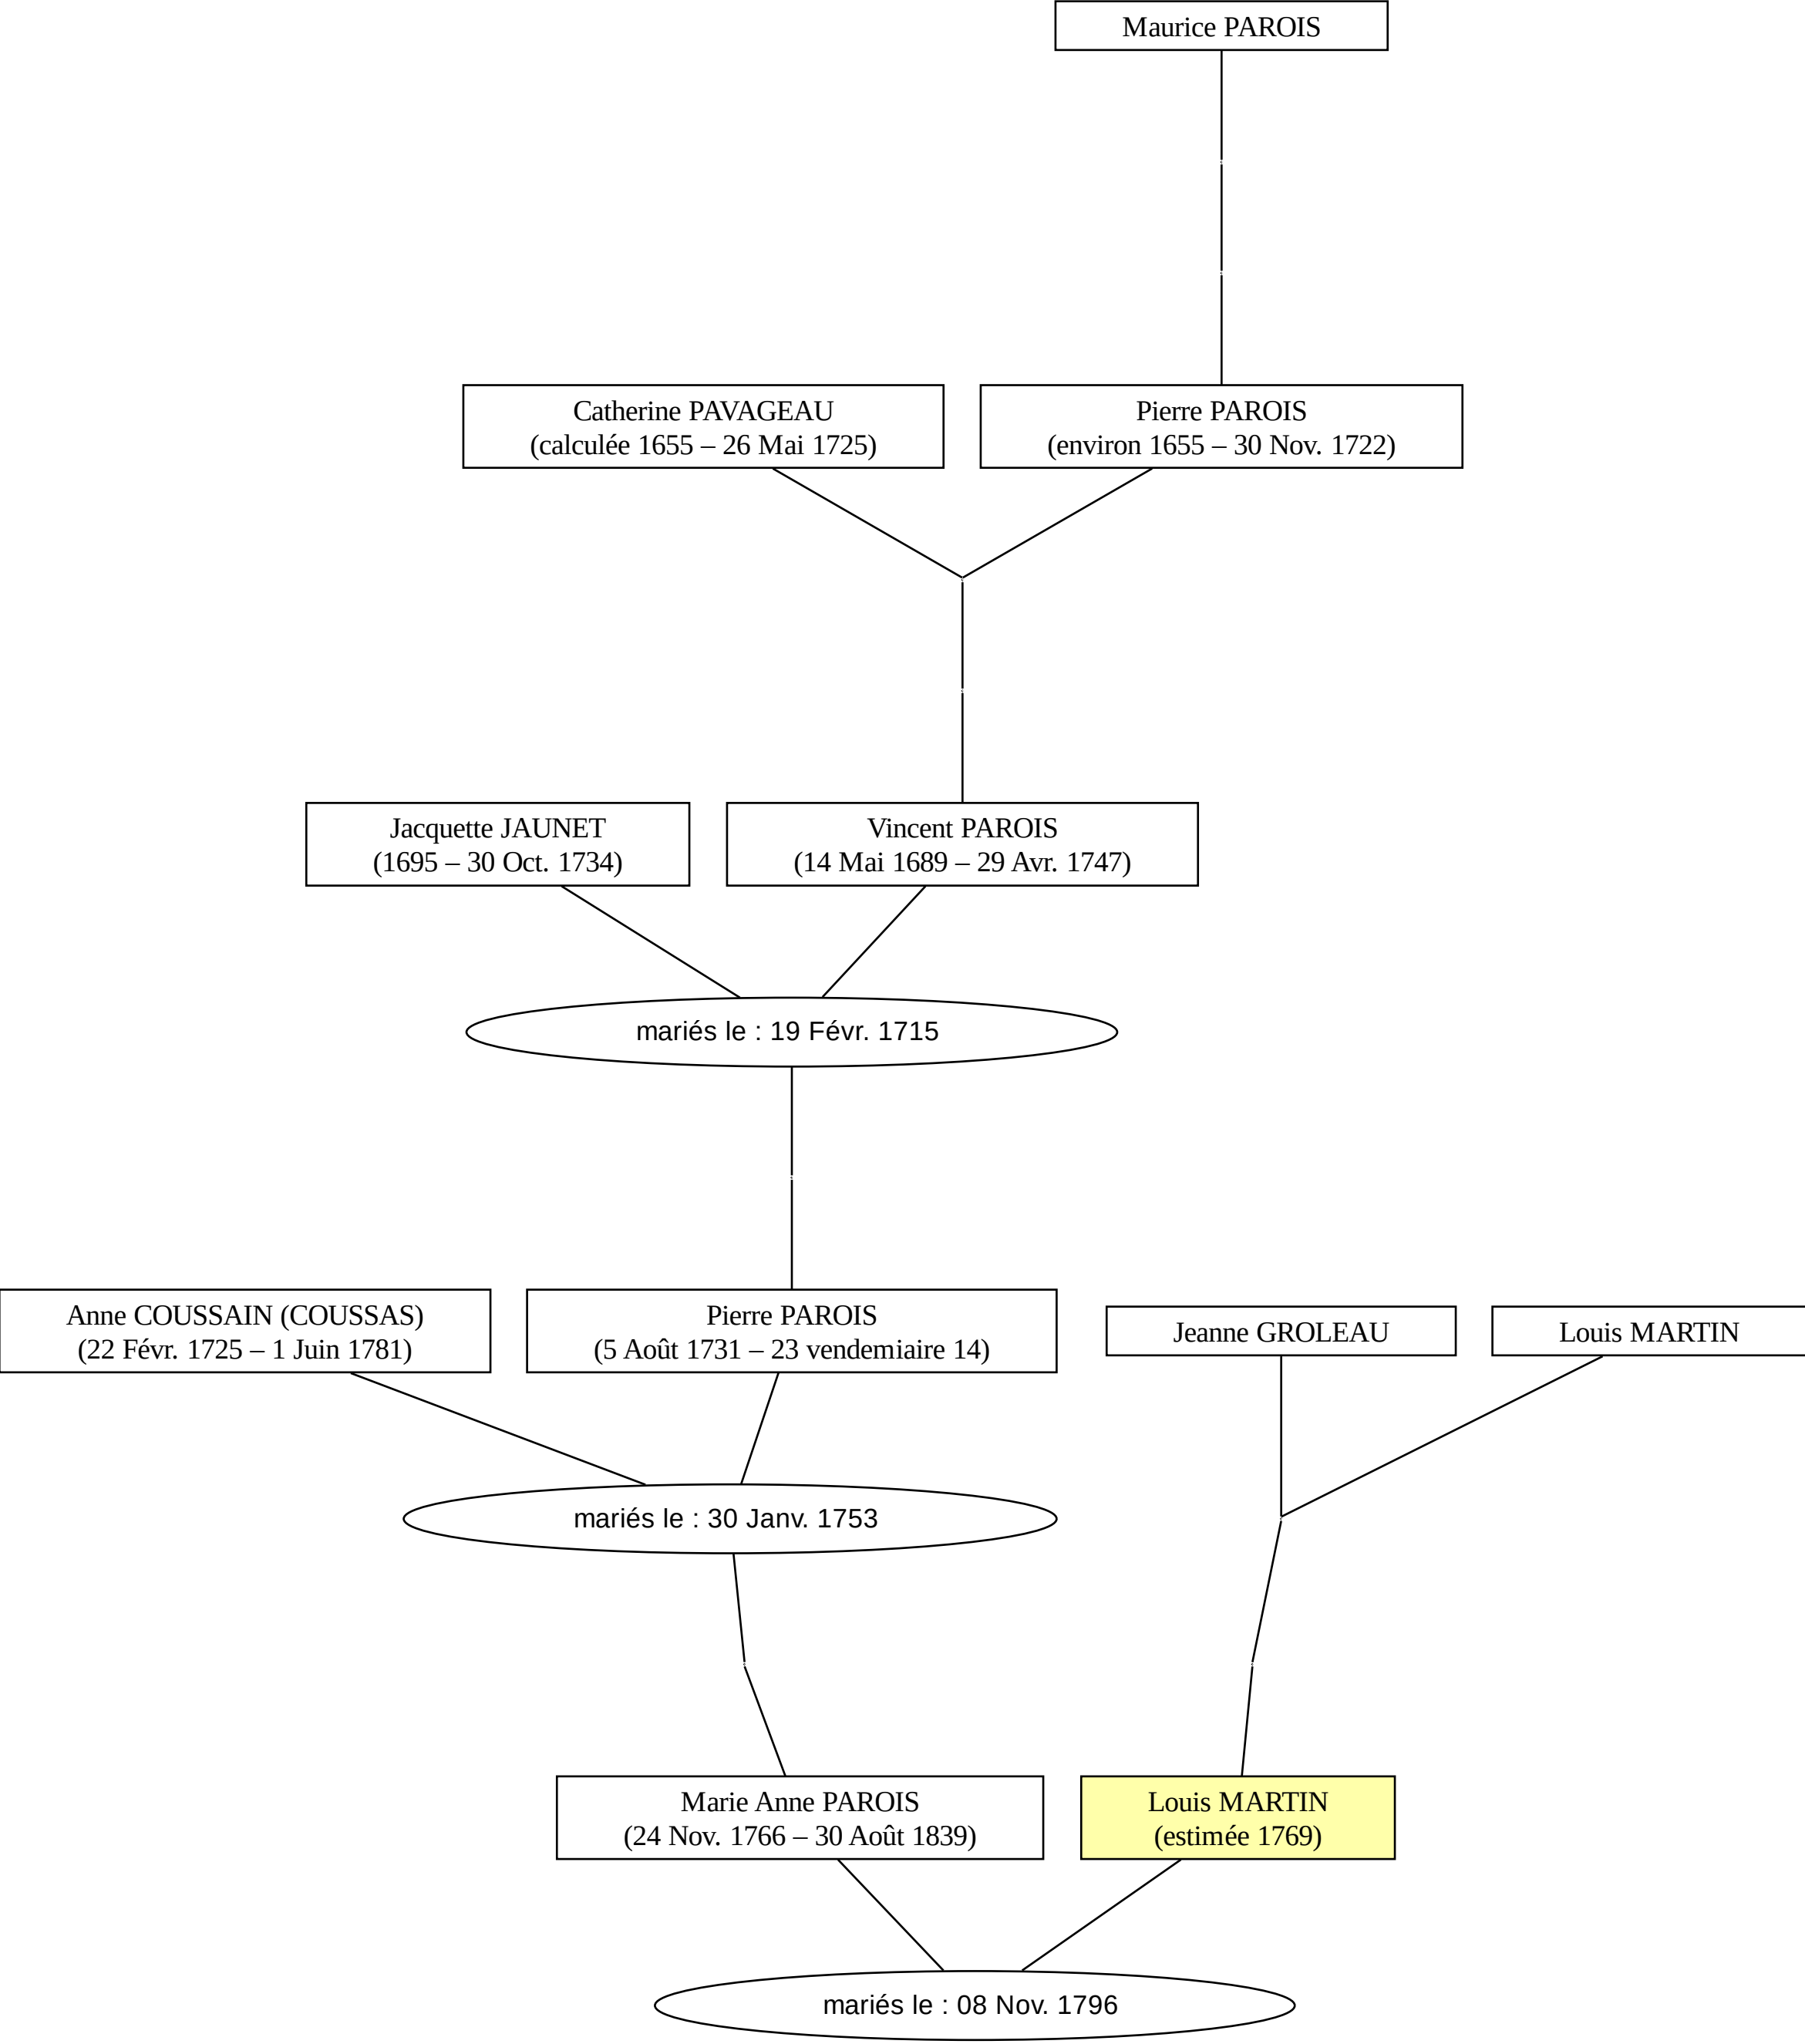 Maurice PAROIS
Catherine PAVAGEAU
(calculée 1655 – 26 Mai 1725)
Pierre PAROIS
(environ 1655 – 30 Nov. 1722)
Jacquette JAUNET
(1695 – 30 Oct. 1734)
Vincent PAROIS
(14 Mai 1689 – 29 Avr. 1747)
mariés le : 19 Févr. 1715
Anne COUSSAIN (COUSSAS)
(22 Févr. 1725 – 1 Juin 1781)
Pierre PAROIS
(5 Août 1731 – 23 vendemiaire 14)
Jeanne GROLEAU
Louis MARTIN
mariés le : 30 Janv. 1753
Marie Anne PAROIS
(24 Nov. 1766 – 30 Août 1839)
Louis MARTIN
(estimée 1769)
mariés le : 08 Nov. 1796